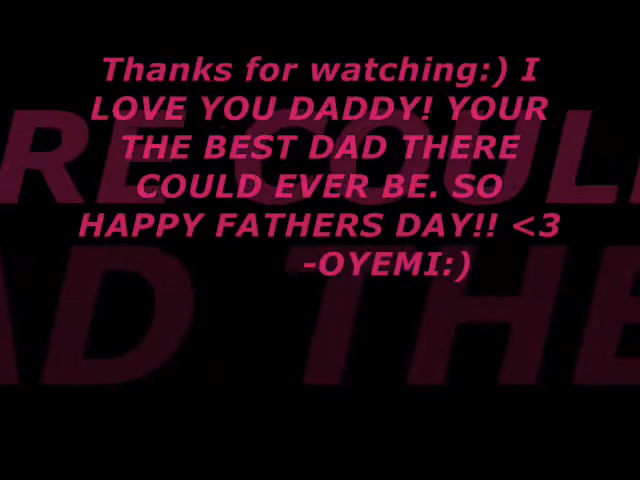 Thanks for watching:) I
LOVE YOU DADDY! YOUR
THE BEST DAD THERE
COULD EVER BE. SO
HAPPY FATHERS DAY!! <3
-OYEMI:)